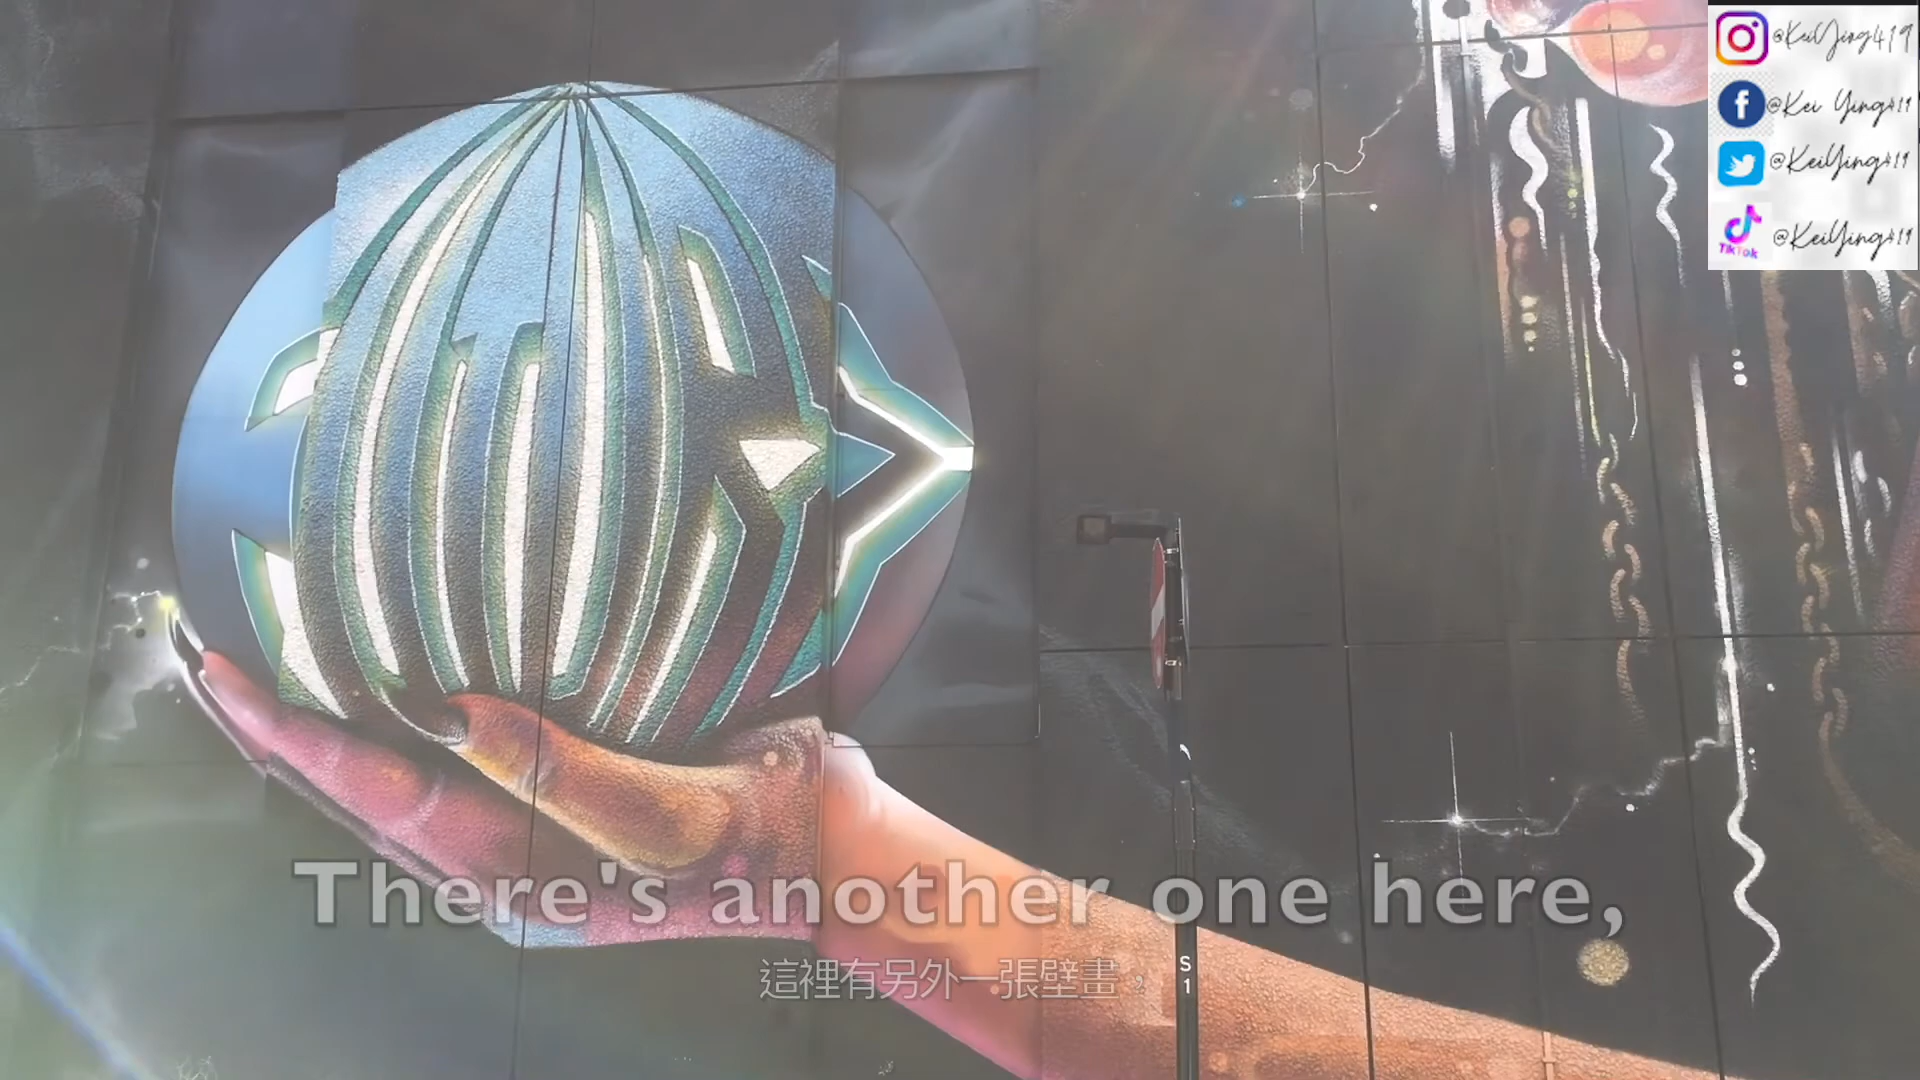 @KeiYing419
@Kei Ying419
@KeiYing419
TikTok
@KeiYing419
There's another one here,
這裡有另外一張壁畫，
S
1